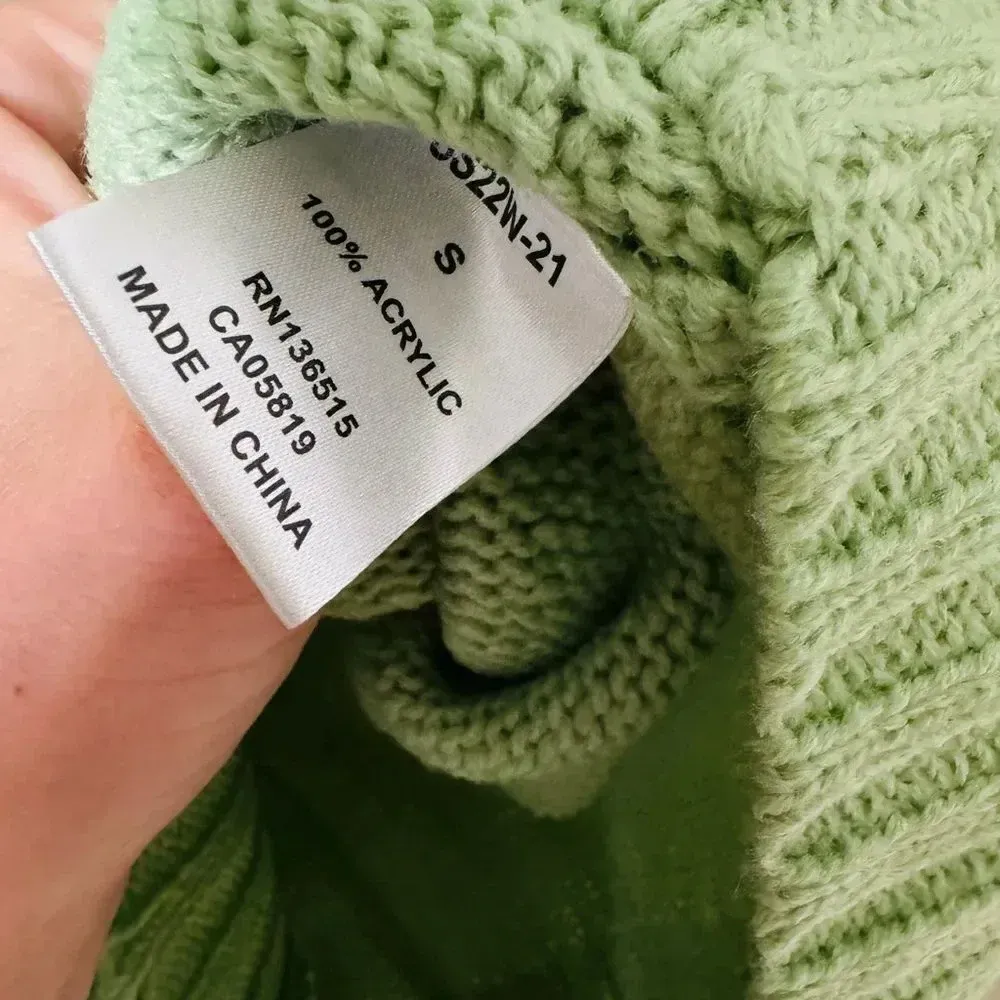 S
100% ACRYLIC
RN136515
CA05819
MADE IN CHINA